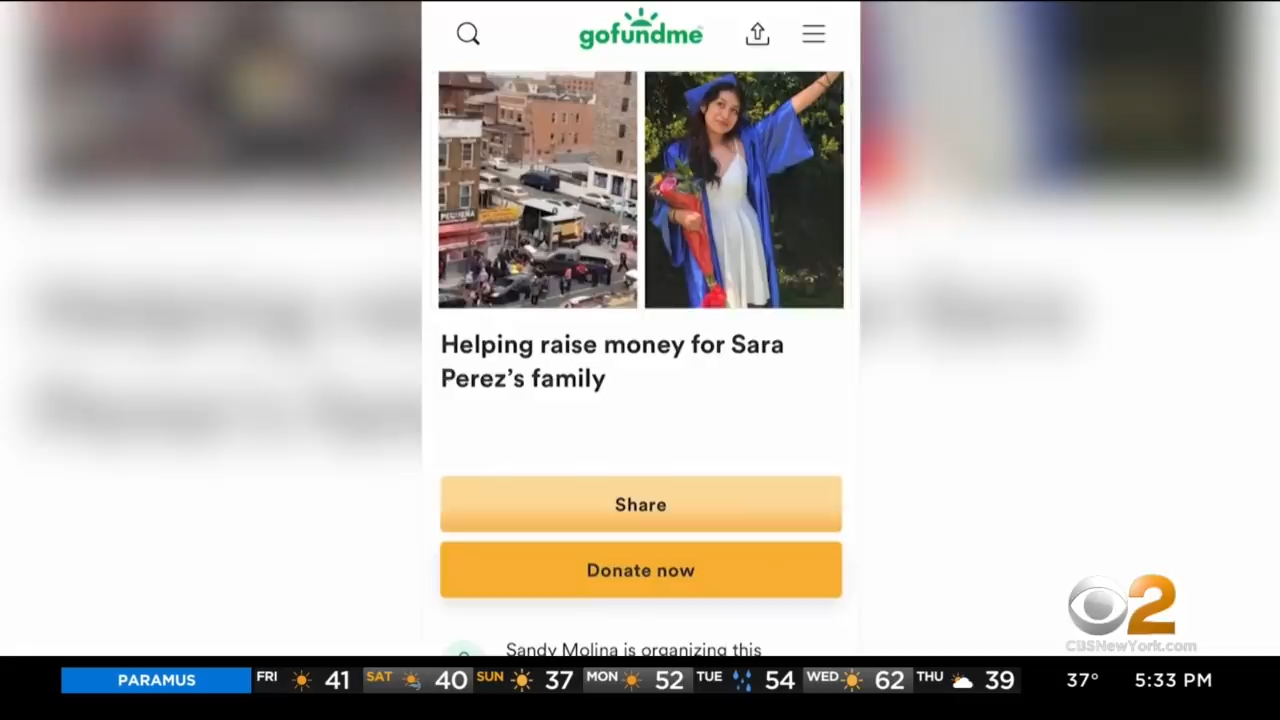 gofundme
PEQUEÑA
Helping raise money for Sara
Perez's family
Share
Donate now
Sandy Molina is organizing this
2
CBSNewYork.com
PARAMUS FRI 41 SAT 40 SUN 37 MON 52 TUE 54 WED 62 THU 39 37° 5:33 PM